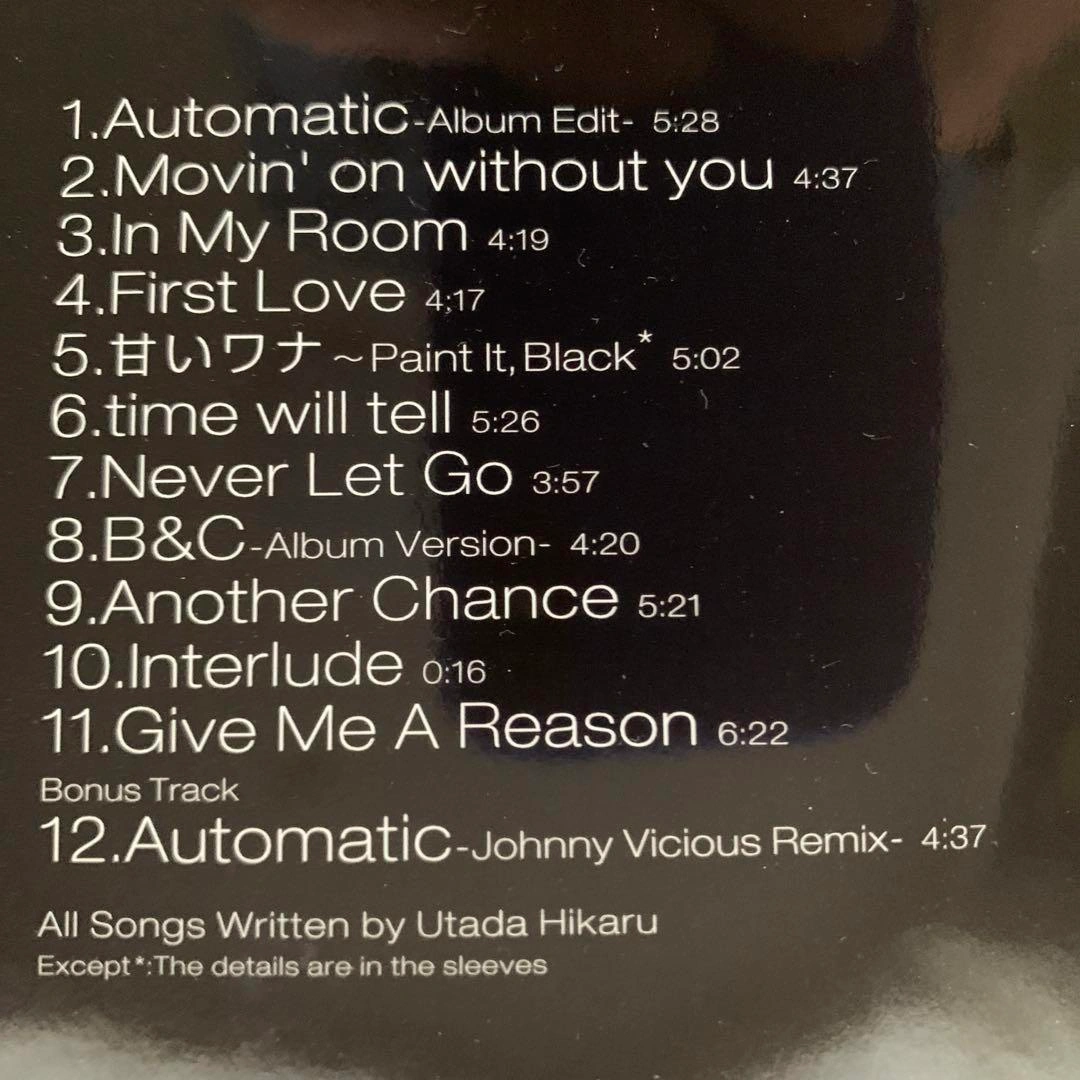 1.Automatic-Album Edit- 5:28
2.Movin' on without you 4:37
3.In My Room 4:19
4.First Love 4:17
5.甘いワナ～Paint It, Black* 5:02
6.time will tell 5:26
7.Never Let Go 3:57
8.B&C-Album Version- 4:20
9.Another Chance 5:21
10.Interlude 0:16
11.Give Me A Reason 6:22
Bonus Track
12.Automatic-Johnny Vicious Remix- 4:37
All Songs Written by Utada Hikaru
Except*:The details are in the sleeves